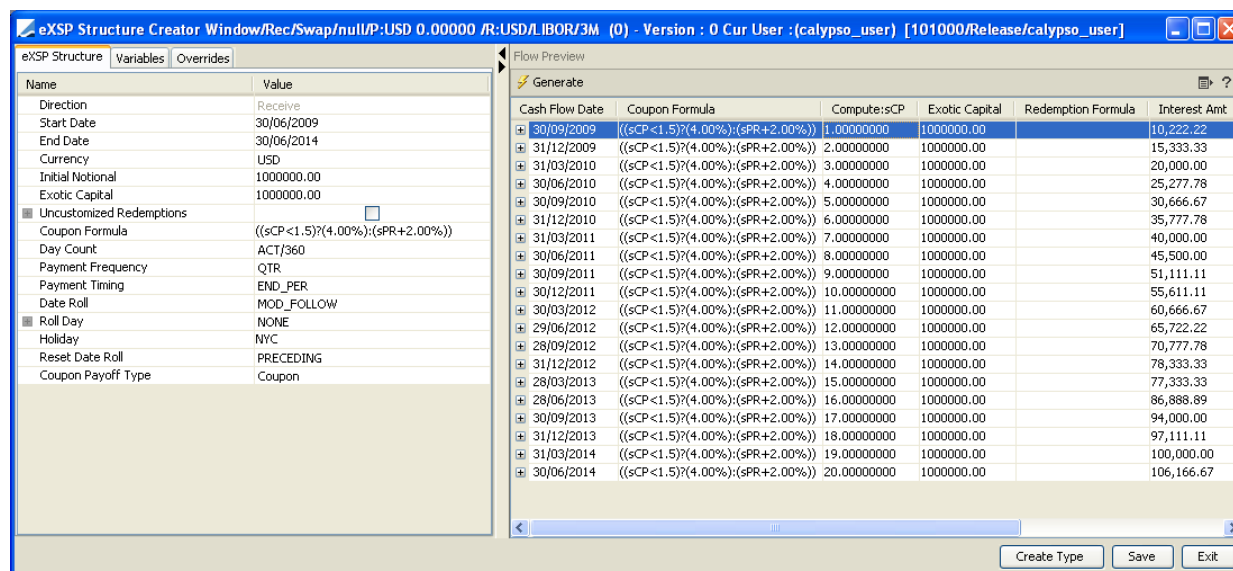 eXSP Structure Creator Window/Rec/Swap/null/P:USD 0.00000 /R:USD/LIBOR/3M (0) - Version : 0 Cur User :(calypso_user) [101000/Release/calypso_user]
eXSP Structure Variables Overrides
Name Value
Direction Receive
Start Date 30/06/2009
End Date 30/06/2014
Currency USD
Initial Notional 1000000.00
Exotic Capital 1000000.00
Uncustomized Redemptions
Coupon Formula ((sCP<1.5)?(4.00%):(sPR+2.00%))
Day Count ACT/360
Payment Frequency QTR
Payment Timing END_PER
Date Roll MOD_FOLLOW
Roll Day NONE
Holiday NYC
Reset Date Roll PRECEDING
Coupon Payoff Type Coupon
Flow Preview
Generate ?
Cash Flow Date Coupon Formula Compute:sCP Exotic Capital Redemption Formula Interest Amt
30/09/2009 ((sCP<1.5)?(4.00%):(sPR+2.00%)) 1.00000000 1000000.00 10,222.22
31/12/2009 ((sCP<1.5)?(4.00%):(sPR+2.00%)) 2.00000000 1000000.00 15,333.33
31/03/2010 ((sCP<1.5)?(4.00%):(sPR+2.00%)) 3.00000000 1000000.00 20,000.00
30/06/2010 ((sCP<1.5)?(4.00%):(sPR+2.00%)) 4.00000000 1000000.00 25,277.78
30/09/2010 ((sCP<1.5)?(4.00%):(sPR+2.00%)) 5.00000000 1000000.00 30,666.67
31/12/2010 ((sCP<1.5)?(4.00%):(sPR+2.00%)) 6.00000000 1000000.00 35,777.78
31/03/2011 ((sCP<1.5)?(4.00%):(sPR+2.00%)) 7.00000000 1000000.00 40,000.00
30/06/2011 ((sCP<1.5)?(4.00%):(sPR+2.00%)) 8.00000000 1000000.00 45,500.00
30/09/2011 ((sCP<1.5)?(4.00%):(sPR+2.00%)) 9.00000000 1000000.00 51,111.11
30/12/2011 ((sCP<1.5)?(4.00%):(sPR+2.00%)) 10.00000000 1000000.00 55,611.11
30/03/2012 ((sCP<1.5)?(4.00%):(sPR+2.00%)) 11.00000000 1000000.00 60,666.67
29/06/2012 ((sCP<1.5)?(4.00%):(sPR+2.00%)) 12.00000000 1000000.00 65,722.22
28/09/2012 ((sCP<1.5)?(4.00%):(sPR+2.00%)) 13.00000000 1000000.00 70,777.78
31/12/2012 ((sCP<1.5)?(4.00%):(sPR+2.00%)) 14.00000000 1000000.00 78,333.33
28/03/2013 ((sCP<1.5)?(4.00%):(sPR+2.00%)) 15.00000000 1000000.00 77,333.33
28/06/2013 ((sCP<1.5)?(4.00%):(sPR+2.00%)) 16.00000000 1000000.00 86,888.89
30/09/2013 ((sCP<1.5)?(4.00%):(sPR+2.00%)) 17.00000000 1000000.00 94,000.00
31/12/2013 ((sCP<1.5)?(4.00%):(sPR+2.00%)) 18.00000000 1000000.00 97,111.11
31/03/2014 ((sCP<1.5)?(4.00%):(sPR+2.00%)) 19.00000000 1000000.00 100,000.00
30/06/2014 ((sCP<1.5)?(4.00%):(sPR+2.00%)) 20.00000000 1000000.00 106,166.67
Create Type Save Exit